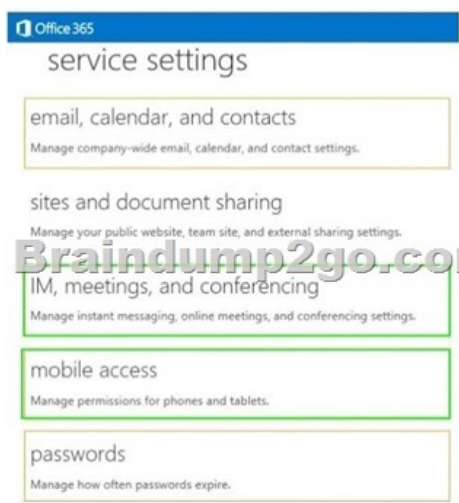 Office 365
service settings
email, calendar, and contacts
Manage company-wide email, calendar, and contact settings.
sites and document sharing
Manage your public website, team site, and external sharing settings.
Braindump2go.co
IM, meetings, and conferencing
Manage instant messaging, online meetings, and conferencing settings.
mobile access
Manage permissions for phones and tablets.
passwords
Manage how often passwords expire.